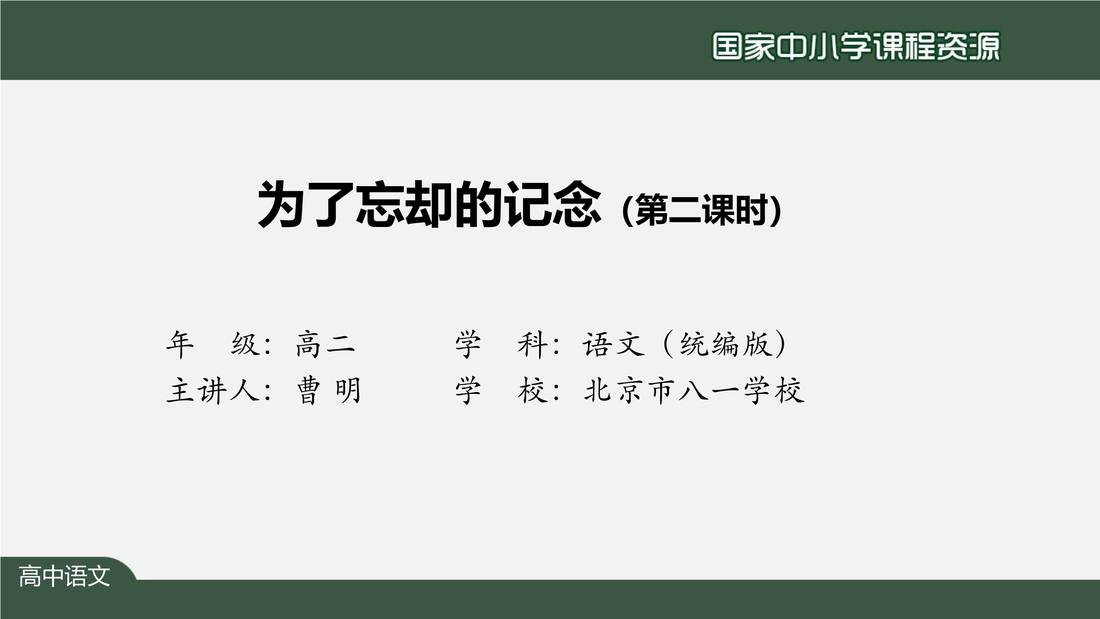 国家中小学课程资源
为了忘却的记念（第二课时）
年 级：高二 学 科：语文（统编版）
主讲人：曹 明 学 校：北京市八一学校
高中语文